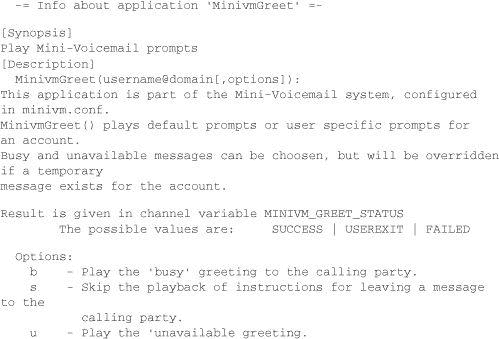 -= Info about application 'MinivmGreet' =-
[Synopsis]
Play Mini-Voicemail prompts
[Description]
MinivmGreet(username@domain[,options]):
This application is part of the Mini-Voicemail system, configured
in minivm.conf.
MinivmGreet() plays default prompts or user specific prompts for
an account.
Busy and unavailable messages can be choosen, but will be overridden
if a temporary
message exists for the account.
Result is given in channel variable MINIVM_GREET_STATUS
The possible values are: SUCCESS | USEREXIT | FAILED
Options:
b - Play the 'busy' greeting to the calling party.
s - Skip the playback of instructions for leaving a message
to the
calling party.
u - Play the 'unavailable greeting.